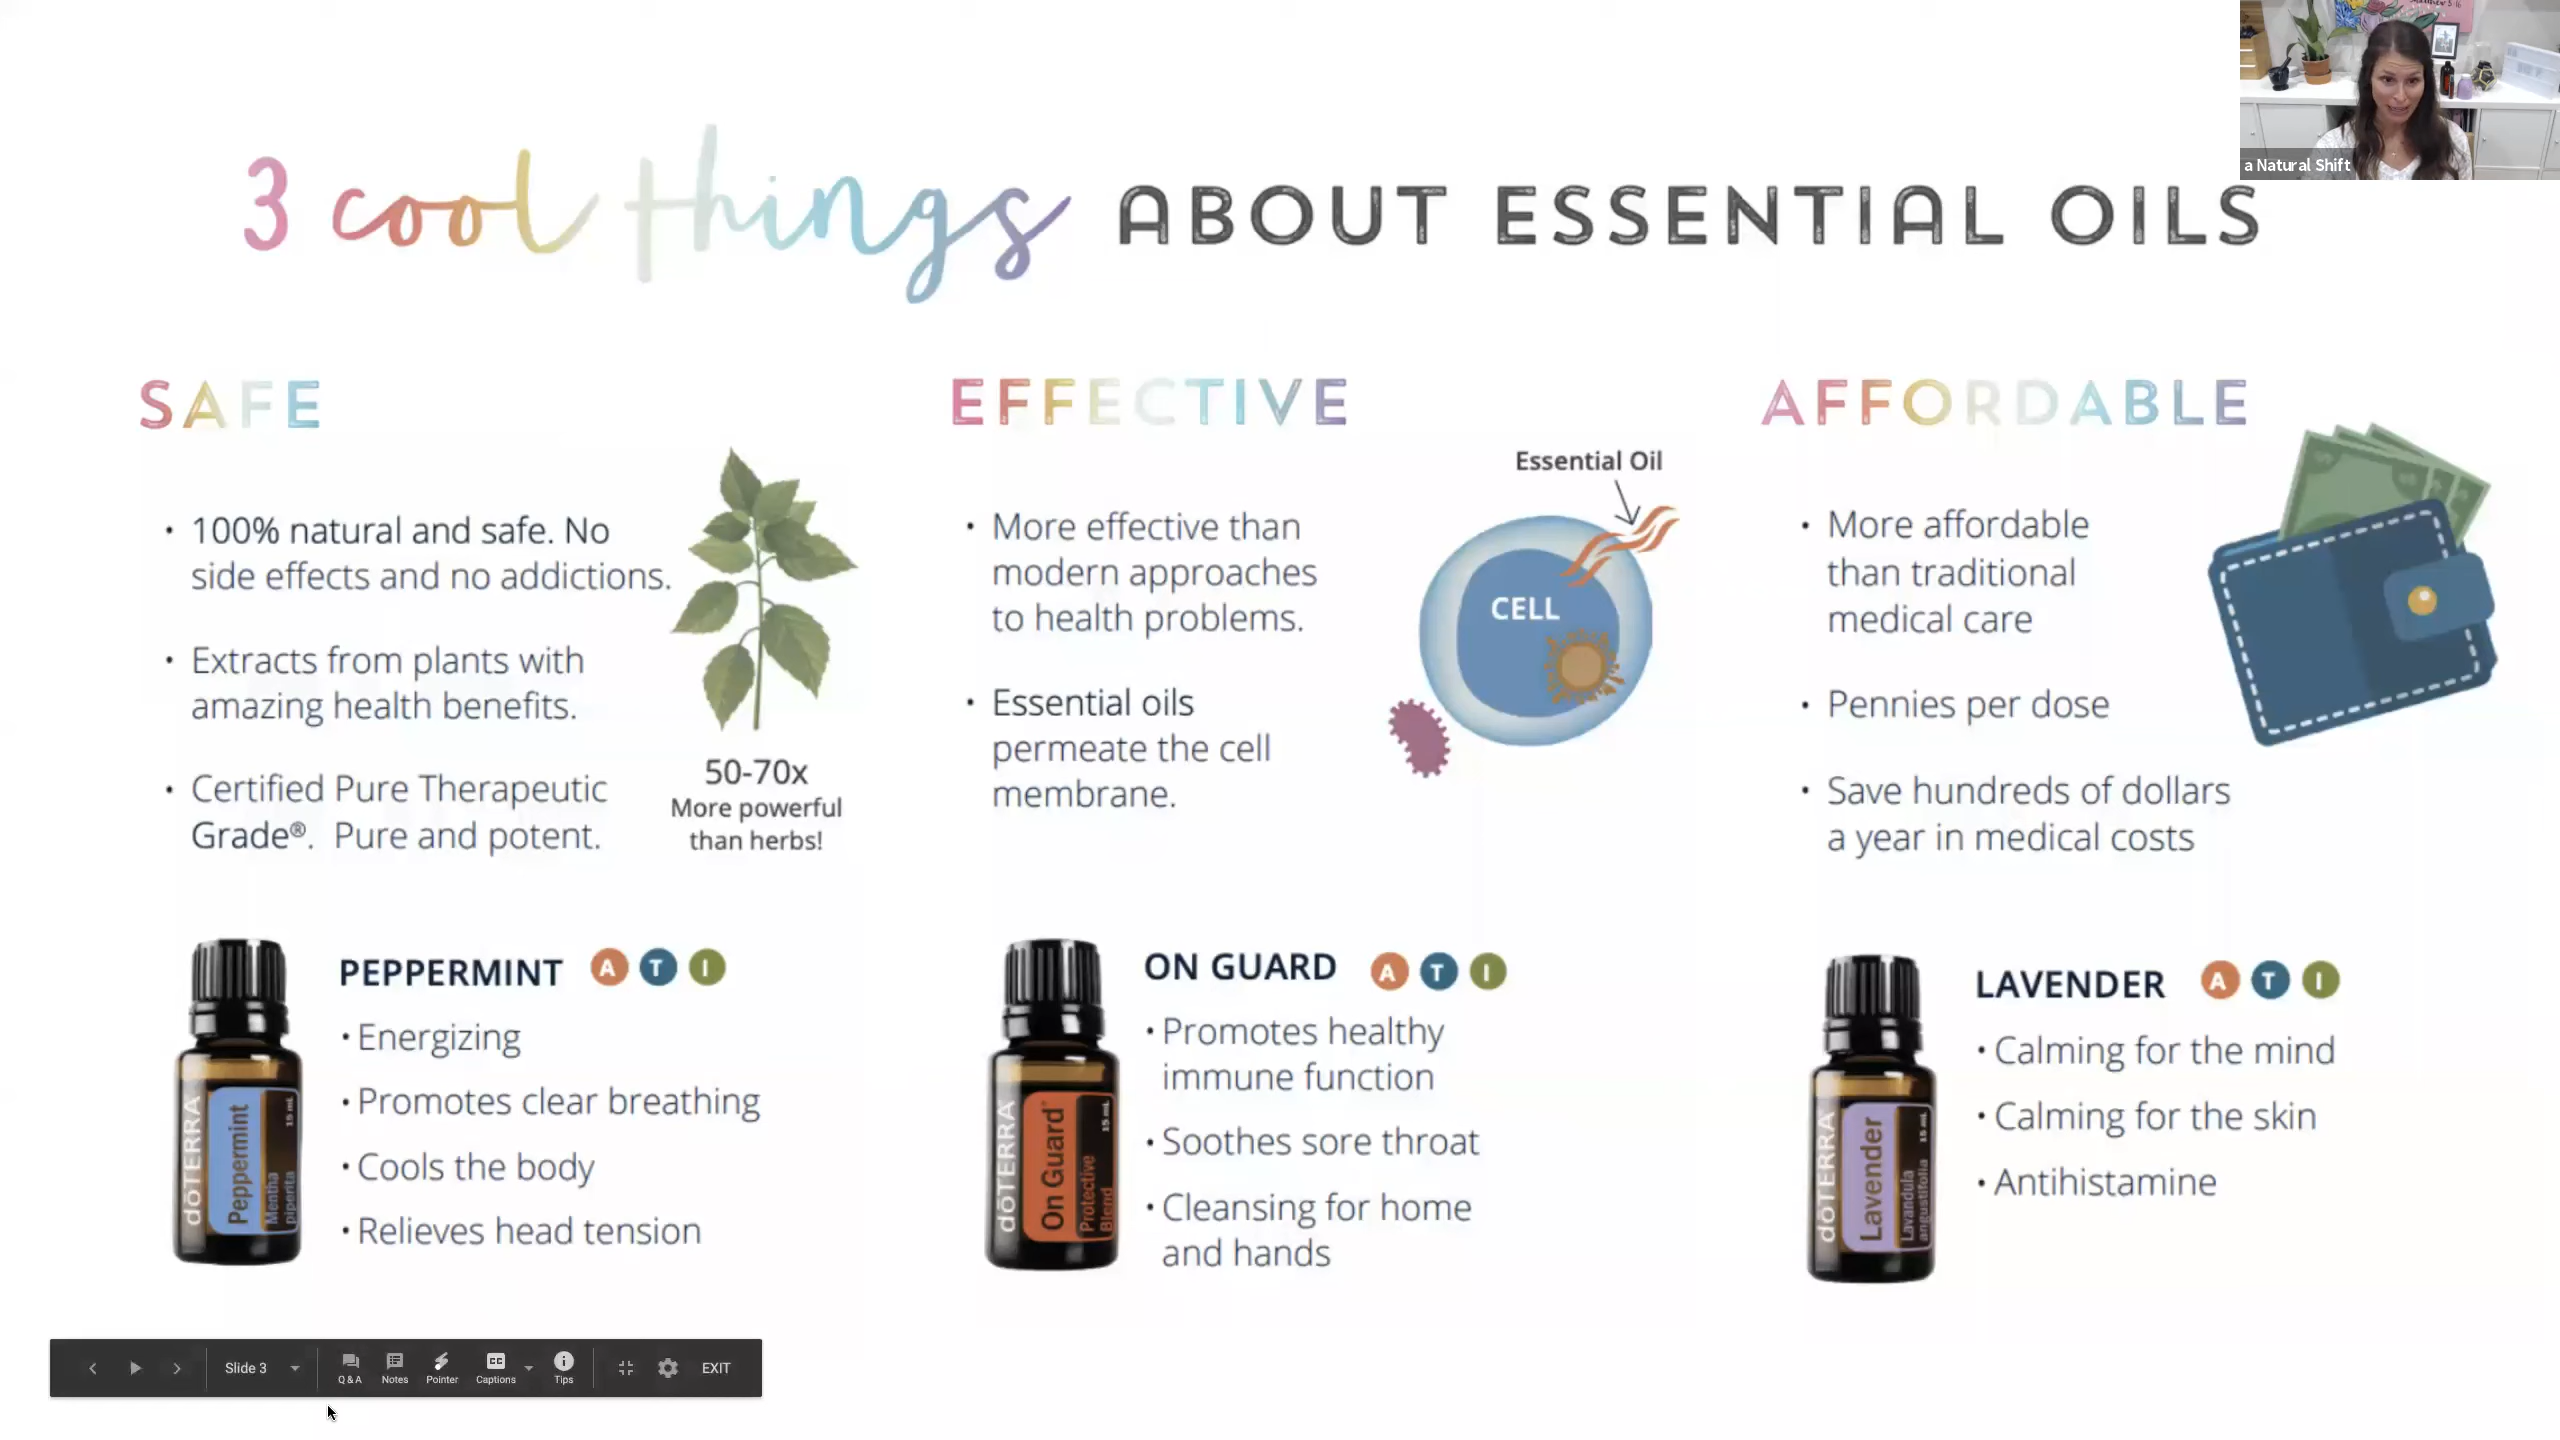 a Natural Shift
3 cool things ABOUT ESSENTIAL OILS
SAFE
• 100% natural and safe. No
side effects and no addictions.
• Extracts from plants with
amazing health benefits.
• Certified Pure Therapeutic
Grade®. Pure and potent.
50-70x
More powerful
than herbs!
EFFECTIVE
• More effective than
modern approaches
to health problems.
• Essential oils
permeate the cell
membrane.
Essential Oil
CELL
AFFORDABLE
• More affordable
than traditional
medical care
• Pennies per dose
• Save hundreds of dollars
a year in medical costs
dōTERRA
Peppermint
Mentha
piperita
15 mL
PEPPERMINT A T I
• Energizing
• Promotes clear breathing
• Cools the body
• Relieves head tension
dōTERRA
On Guard®
Protective
Blend
15 mL
ON GUARD A T I
• Promotes healthy
immune function
• Soothes sore throat
• Cleansing for home
and hands
dōTERRA
Lavender
Lavandula
angustifolia
15 mL
LAVENDER A T I
• Calming for the mind
• Calming for the skin
• Antihistamine
Slide 3
Q & A
Notes
Pointer
CC
Captions
Tips
EXIT